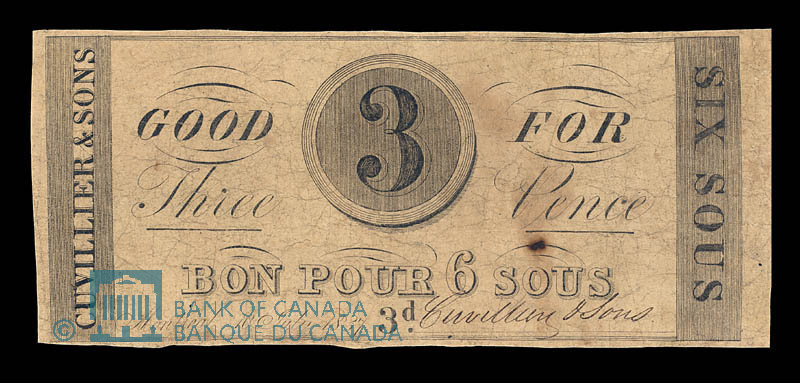 CUVILLIER & SONS
GOOD 3 FOR
Three Pence
BON POUR 6 SOUS
3d. Cuvillier & Sons
SIX SOUS
© BANK OF CANADA
BANQUE DU CANADA